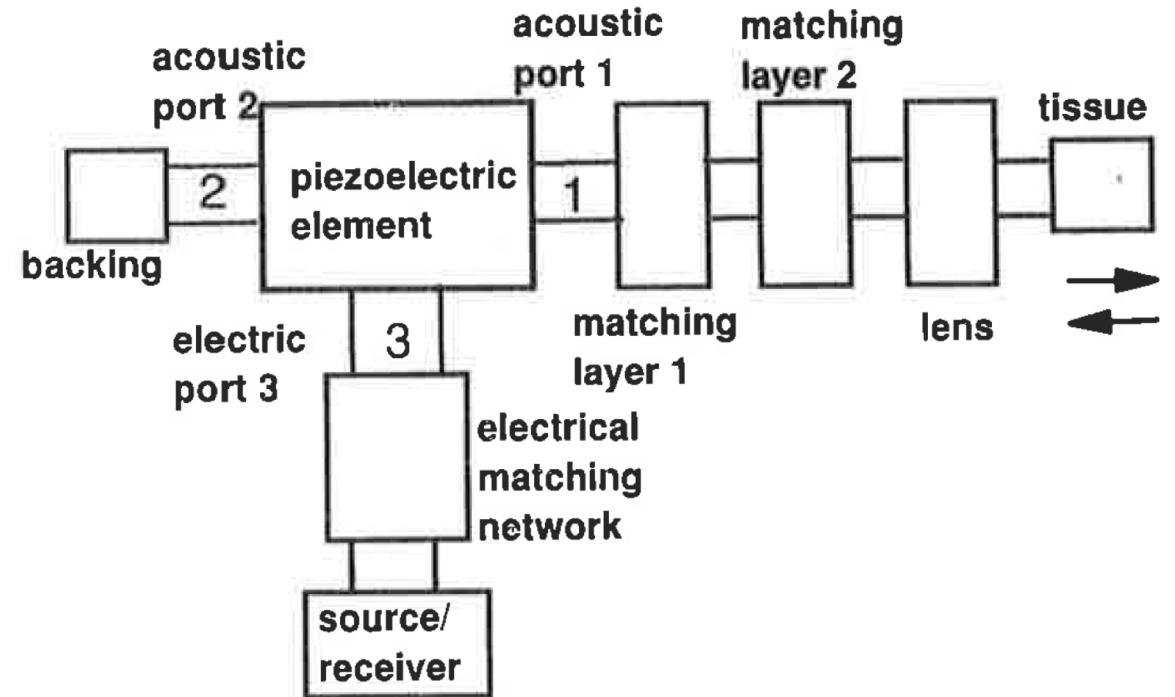 acoustic
port 2
acoustic
port 1
matching
layer 2
tissue
piezoelectric
element
2
1
backing
electric
port 3
3
matching
layer 1
lens
electrical
matching
network
source/
receiver